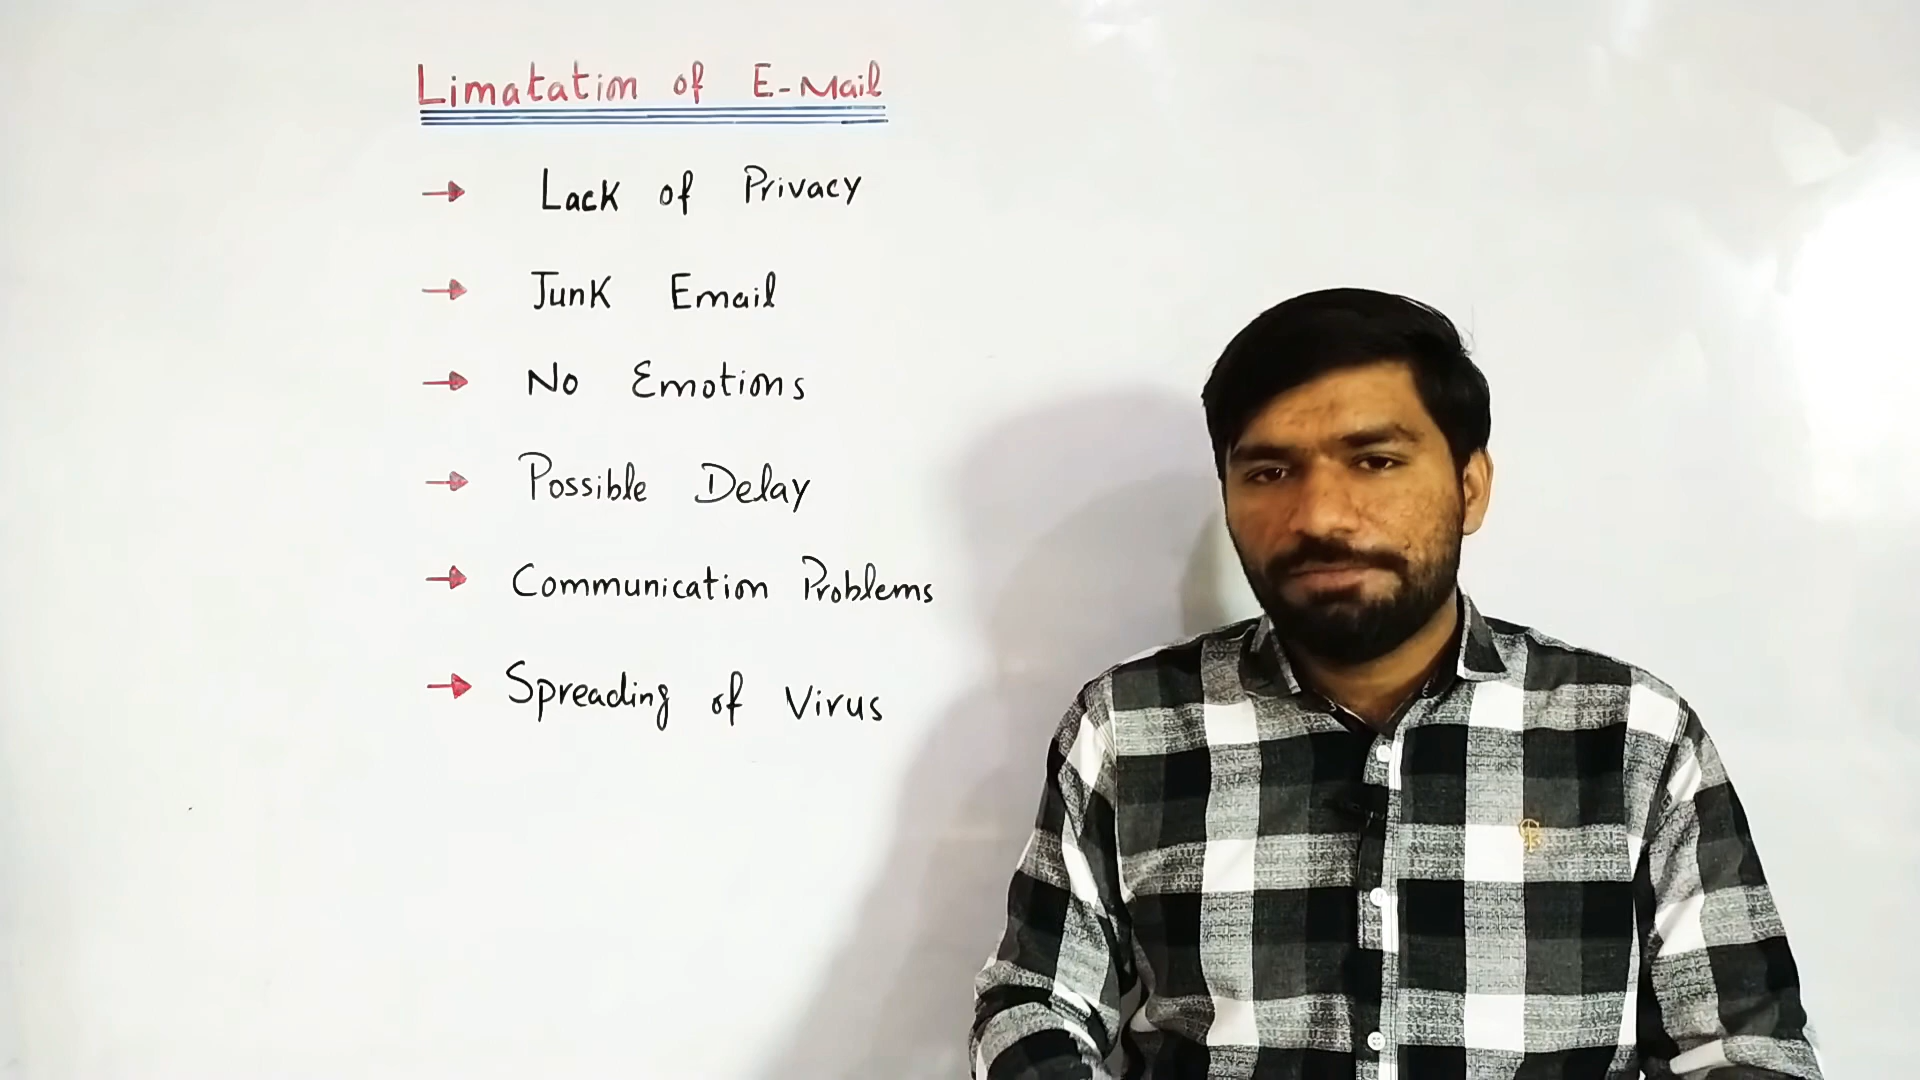 Limatation of E-Mail
→ Lack of Privacy
→ Junk Email
→ No Emotions
→ Possible Delay
→ Communication Problems
→ Spreading of Virus